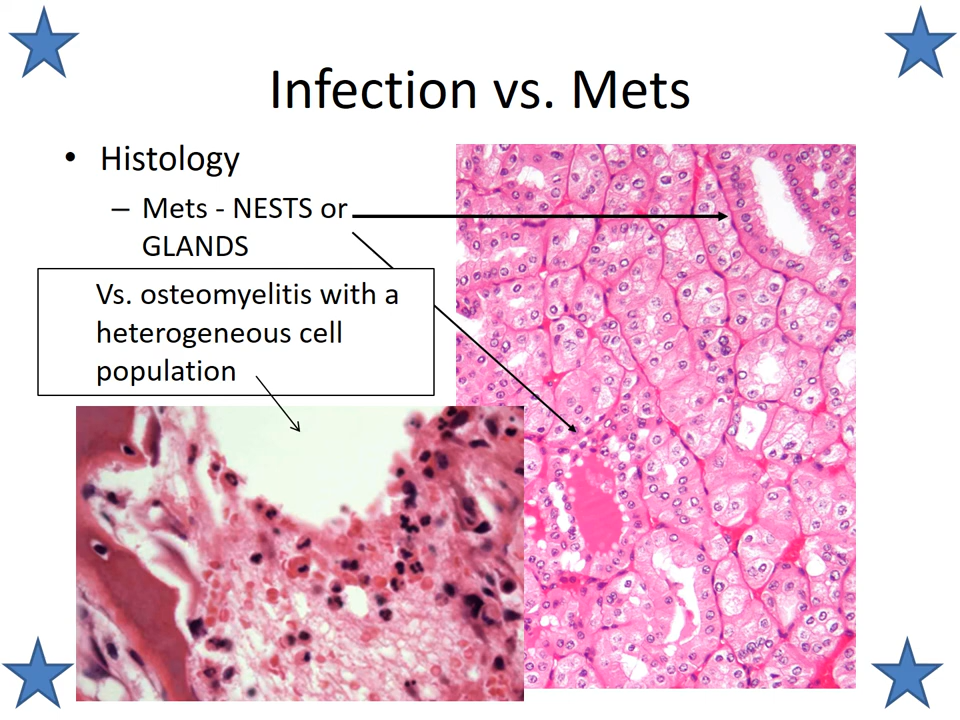 Infection vs. Mets
• Histology
– Mets - NESTS or
GLANDS
Vs. osteomyelitis with a
heterogeneous cell
population